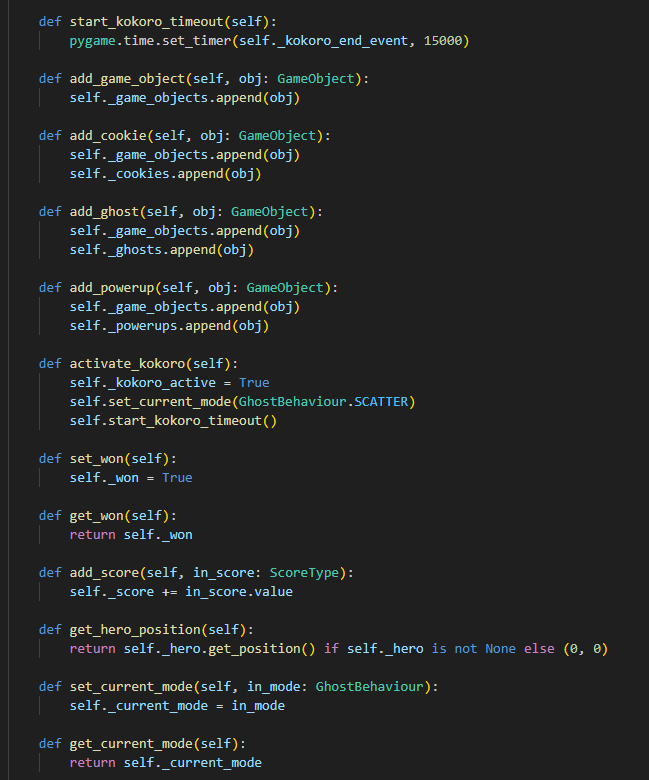 def start_kokoro_timeout(self):
    pygame.time.set_timer(self._kokoro_end_event, 15000)

def add_game_object(self, obj: GameObject):
    self._game_objects.append(obj)

def add_cookie(self, obj: GameObject):
    self._game_objects.append(obj)
    self._cookies.append(obj)

def add_ghost(self, obj: GameObject):
    self._game_objects.append(obj)
    self._ghosts.append(obj)

def add_powerup(self, obj: GameObject):
    self._game_objects.append(obj)
    self._powerups.append(obj)

def activate_kokoro(self):
    self._kokoro_active = True
    self.set_current_mode(GhostBehaviour.SCATTER)
    self.start_kokoro_timeout()

def set_won(self):
    self._won = True

def get_won(self):
    return self._won

def add_score(self, in_score: ScoreType):
    self._score += in_score.value

def get_hero_position(self):
    return self._hero.get_position() if self._hero is not None else (0, 0)

def set_current_mode(self, in_mode: GhostBehaviour):
    self._current_mode = in_mode

def get_current_mode(self):
    return self._current_mode